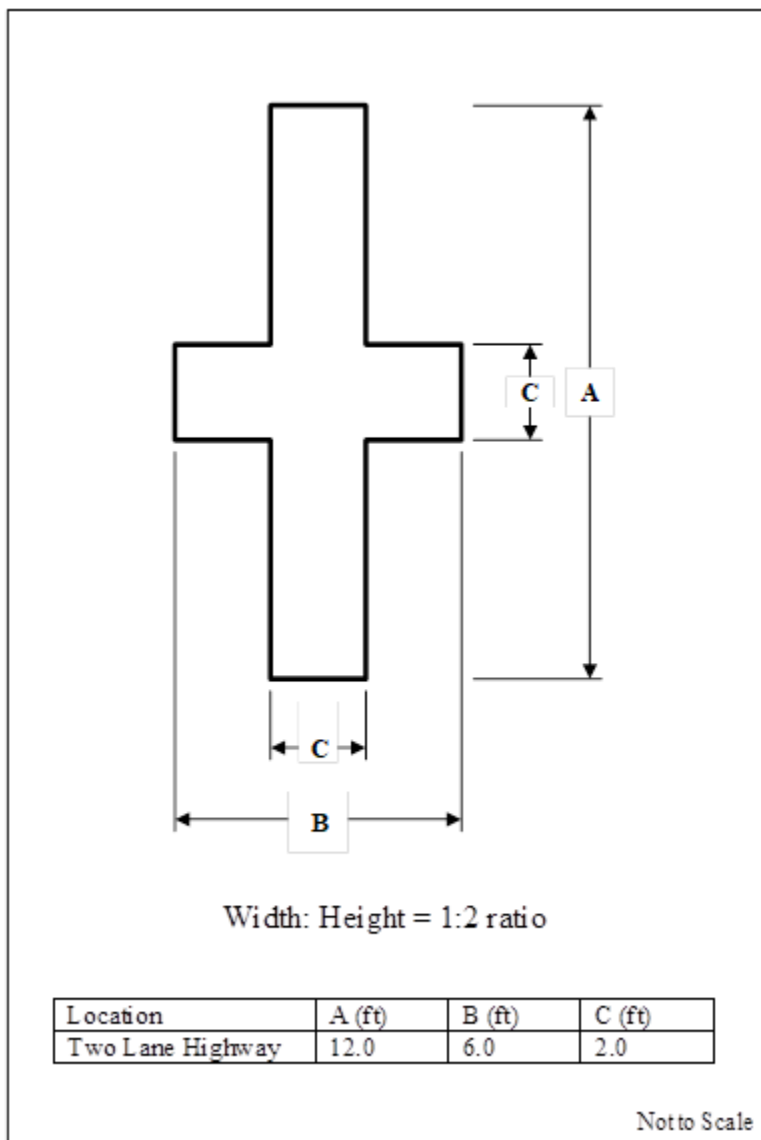 C
A
C
B
Width: Height = 1:2 ratio
Location A (ft) B (ft) C (ft)
Two Lane Highway 12.0 6.0 2.0
Not to Scale